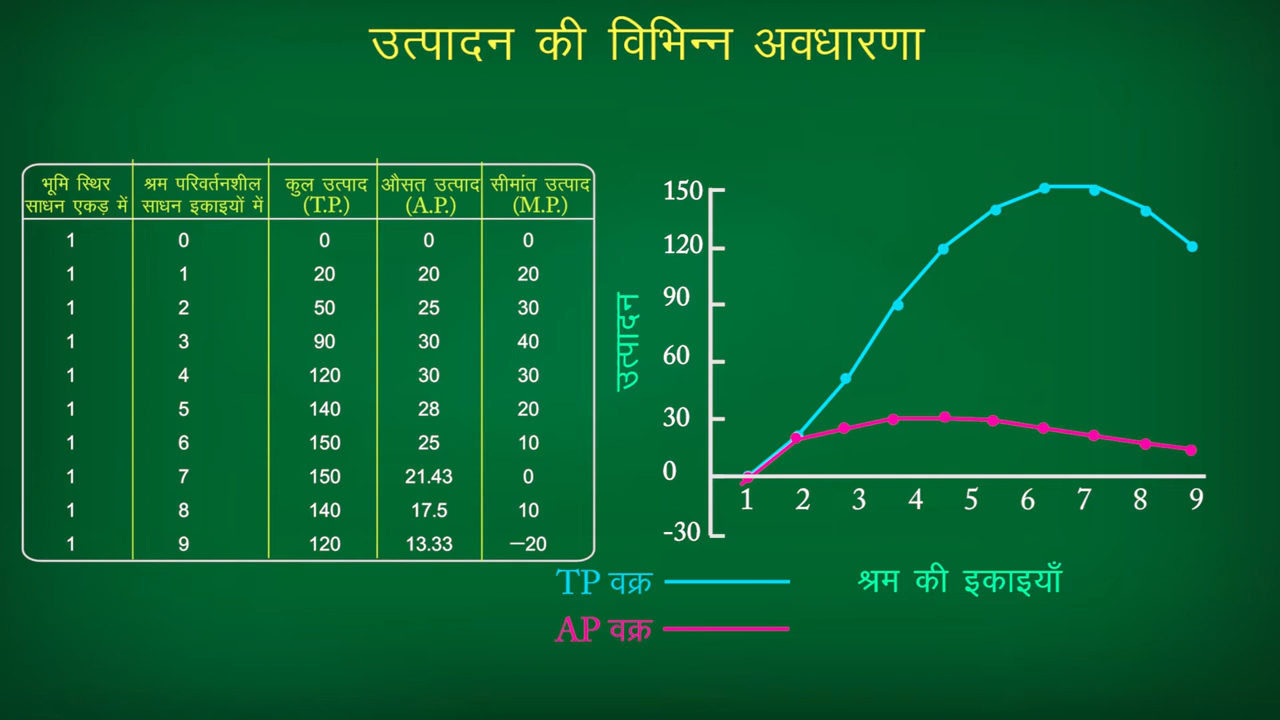 उत्पादन की विभिन्न अवधारणा
भूमि स्थिर साधन एकड़ में | श्रम परिवर्तनशील साधन इकाइयों में | कुल उत्पाद (T.P.) | औसत उत्पाद (A.P.) | सीमांत उत्पाद (M.P.)
1 0 0 0 0
1 1 20 20 20
1 2 50 25 30
1 3 90 30 40
1 4 120 30 30
1 5 140 28 20
1 6 150 25 10
1 7 150 21.43 0
1 8 140 17.5 10
1 9 120 13.33 –20
उत्पादन
150
120
90
60
30
0
-30
1 2 3 4 5 6 7 8 9
श्रम की इकाइयाँ
TP वक्र
AP वक्र